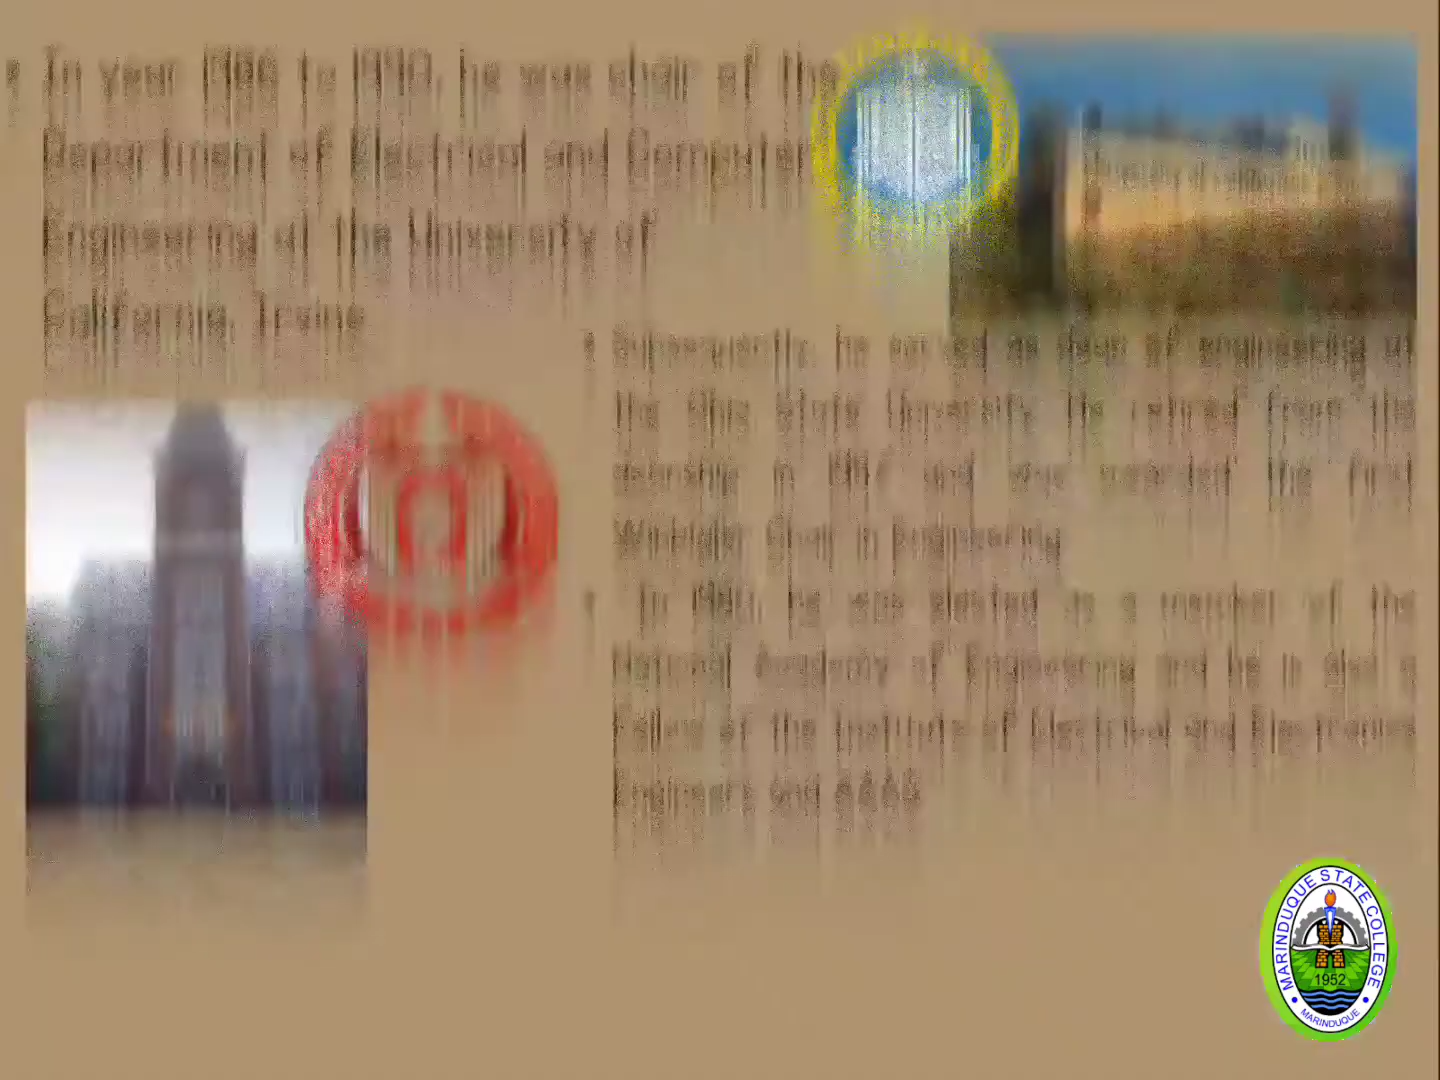 In year 1986 to 1990, he was chair of the
Department of Electrical and Computer
Engineering at the University of
California, Irvine
Subsequently, he served as dean of engineering at
the Ohio State University. He retired from the
deanship in and was awarded the First
Chair in Engineering
In he was elected as a member of the
National Academy of Engineering and he is also a
Fellow of the Institute of Electrical and Electronics
Engineers and AAAS
MARINDUQUE STATE COLLEGE
1952
MARINDUQUE